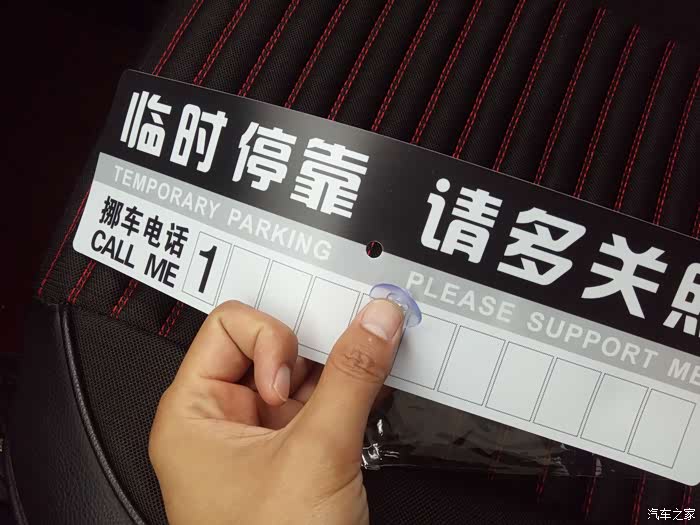 临时停靠 请多关照
TEMPORARY PARKING PLEASE SUPPORT ME
挪车电话 1
CALL ME
汽车之家